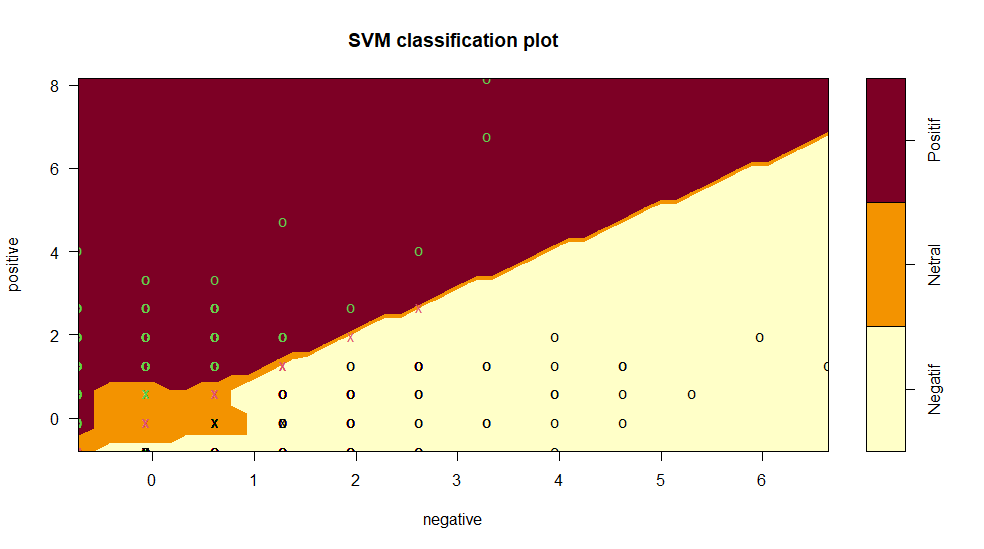 SVM classification plot
8
6
4
2
0
positive
0 1 2 3 4 5 6
negative
Positif
Netral
Negatif